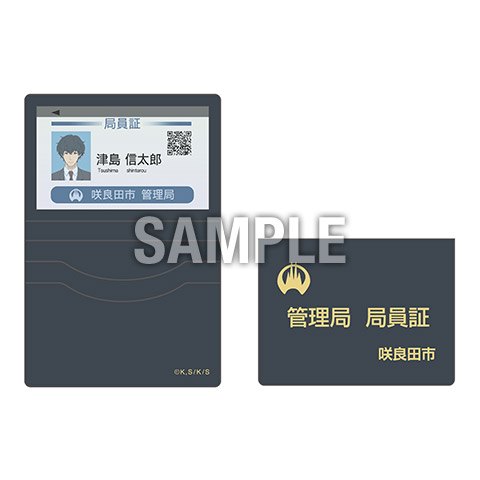 局員証
津島 信太郎
Tsushima shintarou
咲良田市 管理局
SAMPLE
©K,S/K/S
管理局 局員証
咲良田市